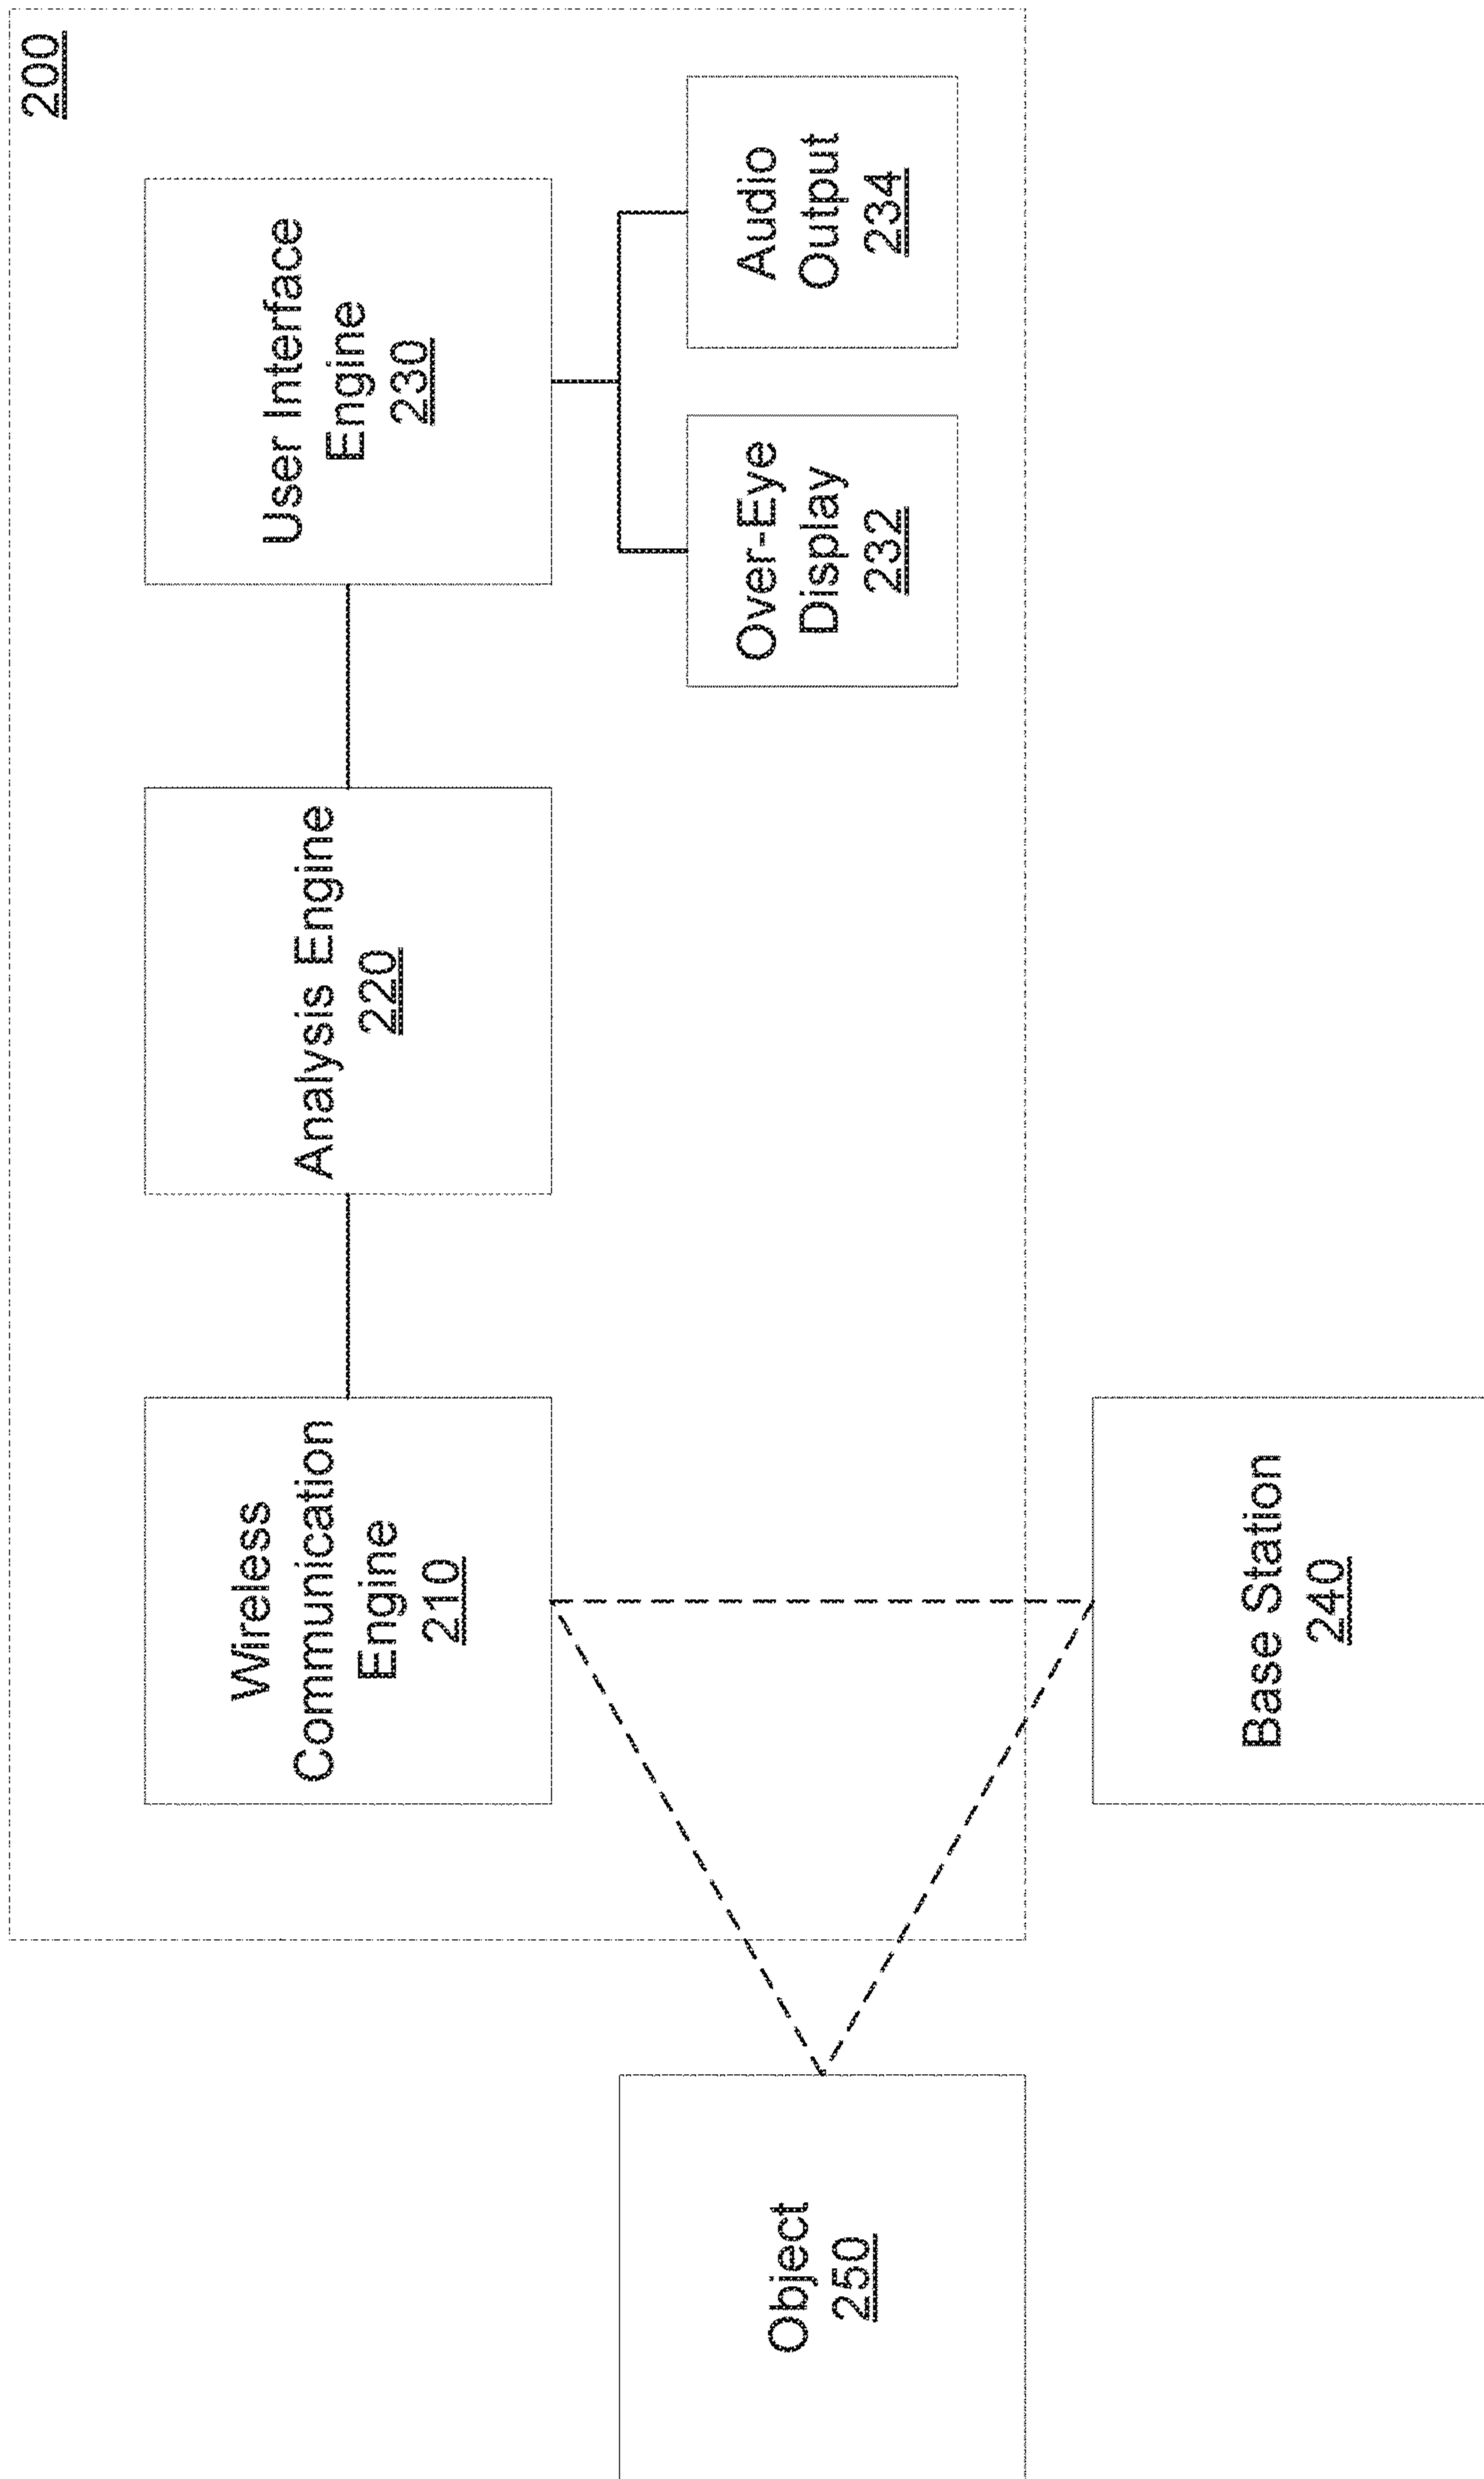 200
Wireless
Communication
Engine
210
Analysis Engine
220
User Interface
Engine
230
Over-Eye
Display
232
Audio
Output
234
Object
250
Base Station
240